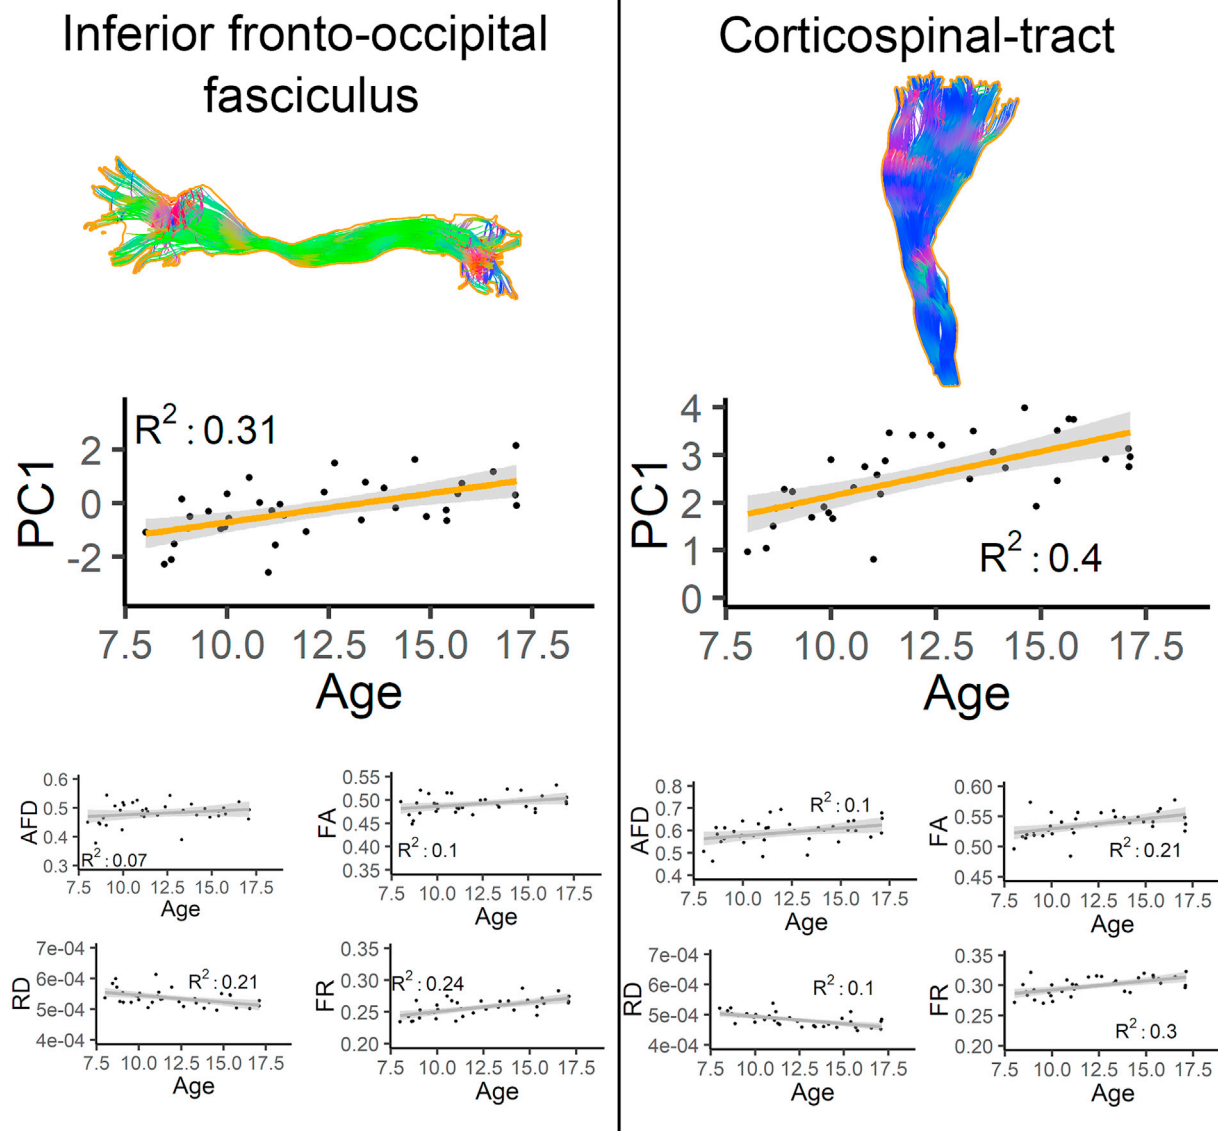 Inferior fronto-occipital
fasciculus
R2 : 0.31
PC1
2
0
-2
7.5 10.0 12.5 15.0 17.5
Age
AFD
0.6
0.5
0.4
0.3
R2 : 0.07
7.5 10.0 12.5 15.0 17.5
Age
FA
0.55
0.50
0.45
0.40
0.35
R2 : 0.1
7.5 10.0 12.5 15.0 17.5
Age
RD
7e-04
6e-04
5e-04
4e-04
R2 : 0.21
7.5 10.0 12.5 15.0 17.5
Age
FR
0.35
0.30
0.25
0.20
R2 : 0.24
7.5 10.0 12.5 15.0 17.5
Age
Corticospinal-tract
PC1
4
3
2
1
0
R2 : 0.4
7.5 10.0 12.5 15.0 17.5
Age
AFD
0.8
0.7
0.6
0.5
0.4
R2 : 0.1
7.5 10.0 12.5 15.0 17.5
Age
FA
0.60
0.55
0.50
0.45
R2 : 0.21
7.5 10.0 12.5 15.0 17.5
Age
RD
7e-04
6e-04
5e-04
4e-04
R2 : 0.1
7.5 10.0 12.5 15.0 17.5
Age
FR
0.35
0.30
0.25
0.20
R2 : 0.3
7.5 10.0 12.5 15.0 17.5
Age